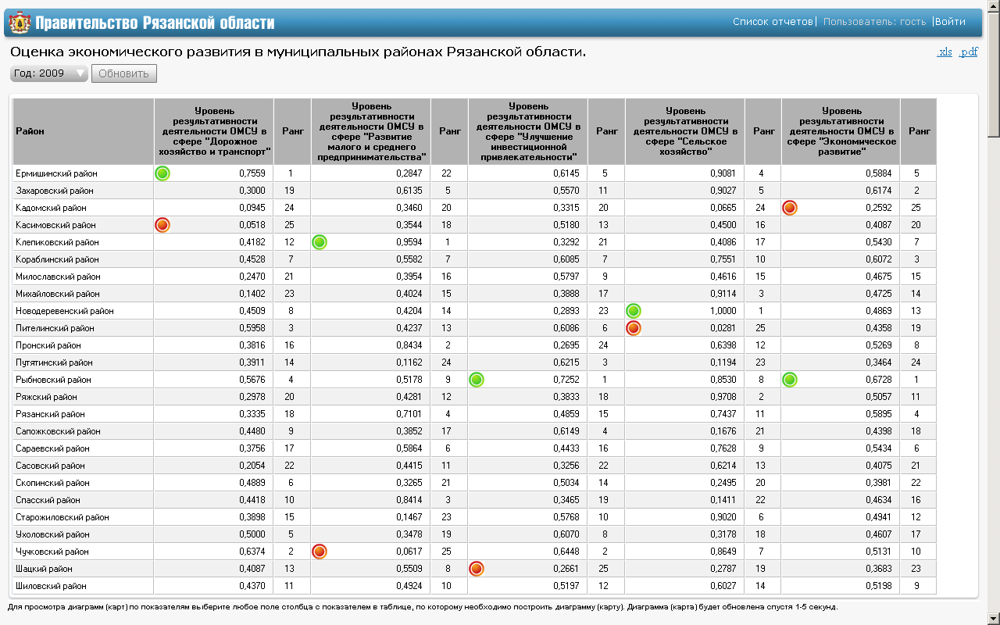 Правительство Рязанской области
Список отчетов| Пользователь: гость |Войти
Оценка экономического развития в муниципальных районах Рязанской области.
.xls .pdf
Год: 2009 Обновить
Район
Уровень результативности деятельности ОМСУ в сфере "Дорожное хозяйство и транспорт"
Ранг
Уровень результативности деятельности ОМСУ в сфере "Развитие малого и среднего предпринимательства"
Ранг
Уровень результативности деятельности ОМСУ в сфере "Улучшение инвестиционной привлекательности"
Ранг
Уровень результативности деятельности ОМСУ в сфере "Сельское хозяйство"
Ранг
Уровень результативности деятельности ОМСУ в сфере "Экономическое развитие"
Ранг
Ермишинский район 0,7559 1 0,2847 22 0,6145 5 0,9081 4 0,5884 5
Захаровский район 0,3000 19 0,6135 5 0,5570 11 0,9027 5 0,6174 2
Кадомский район 0,0945 24 0,3460 20 0,3315 20 0,0665 24 0,2592 25
Касимовский район 0,0518 25 0,3544 18 0,5180 13 0,4500 16 0,4087 20
Клепиковский район 0,4182 12 0,9594 1 0,3292 21 0,4086 17 0,5430 7
Кораблинский район 0,4528 7 0,5582 7 0,6085 7 0,7551 10 0,6072 3
Милославский район 0,2470 21 0,3954 16 0,5797 9 0,4616 15 0,4675 15
Михайловский район 0,1402 23 0,4024 15 0,3888 17 0,9114 3 0,4725 14
Новодеревенский район 0,4509 8 0,4204 14 0,2893 23 1,0000 1 0,4869 13
Пителинский район 0,5958 3 0,4237 13 0,6086 6 0,0281 25 0,4358 19
Пронский район 0,3816 16 0,8434 2 0,2695 24 0,6398 12 0,5269 8
Путятинский район 0,3911 14 0,1162 24 0,6215 3 0,1194 23 0,3464 24
Рыбновский район 0,5676 4 0,5178 9 0,7252 1 0,8530 8 0,6728 1
Ряжский район 0,2978 20 0,4281 12 0,3833 18 0,9708 2 0,5057 11
Рязанский район 0,3335 18 0,7101 4 0,4859 15 0,7437 11 0,5895 4
Сапожковский район 0,4480 9 0,3852 17 0,6149 4 0,1676 21 0,4398 18
Сараевский район 0,3756 17 0,5864 6 0,4433 16 0,7628 9 0,5434 6
Сасовский район 0,2054 22 0,4415 11 0,3256 22 0,6214 13 0,4075 21
Скопинский район 0,4889 6 0,3265 21 0,5034 14 0,2495 20 0,3981 22
Спасский район 0,4418 10 0,8414 3 0,3465 19 0,1411 22 0,4634 16
Старожиловский район 0,3898 15 0,1467 23 0,5768 10 0,9020 6 0,4941 12
Ухоловский район 0,5000 5 0,3478 19 0,6070 8 0,3178 18 0,4607 17
Чучковский район 0,6374 2 0,0617 25 0,6448 2 0,8649 7 0,5131 10
Шацкий район 0,4087 13 0,5509 8 0,2661 25 0,2787 19 0,3683 23
Шиловский район 0,4370 11 0,4924 10 0,5197 12 0,6027 14 0,5198 9
Для просмотра диаграмм (карт) по показателям выберите любое поле столбца с показателем в таблице, по которому необходимо построить диаграмму (карту). Диаграмма (карта) будет обновлена спустя 1-5 секунд.